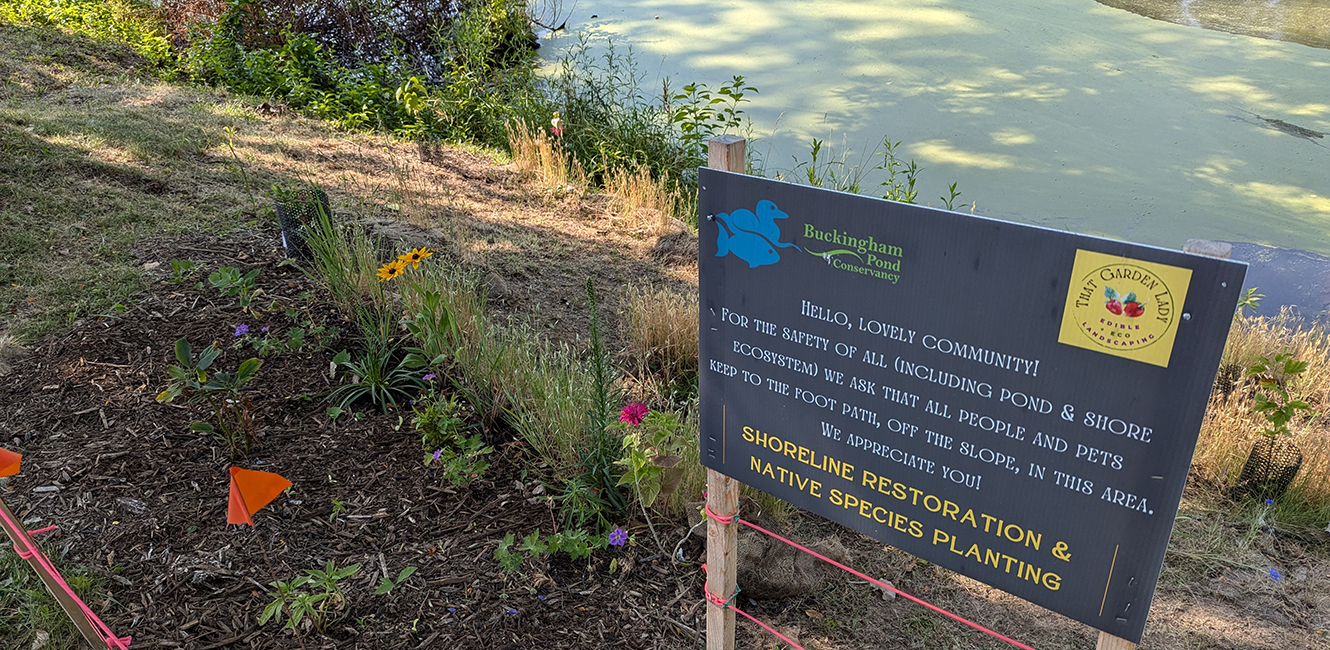 Buckingham
Pond
Conservancy
THAT GARDEN LADY
EDIBLE
+ ECO
LANDSCAPING
HELLO, LOVELY COMMUNITY!
FOR THE SAFETY OF ALL (INCLUDING POND & SHORE
ECOSYSTEM) WE ASK THAT ALL PEOPLE AND PETS
KEEP TO THE FOOT PATH, OFF THE SLOPE, IN THIS AREA.
WE APPRECIATE YOU!
SHORELINE RESTORATION &
NATIVE SPECIES PLANTING